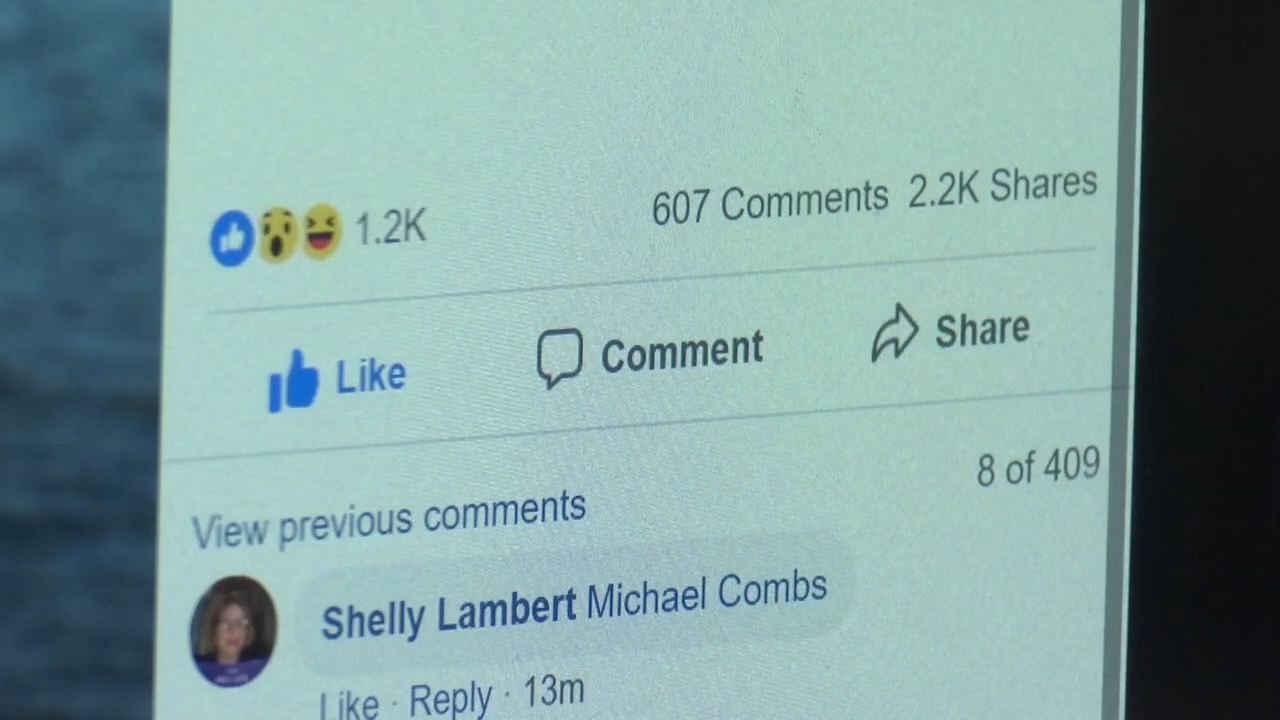 1.2K 607 Comments 2.2K Shares
Like Comment Share
8 of 409
View previous comments
Shelly Lambert Michael Combs
Like · Reply · 13m